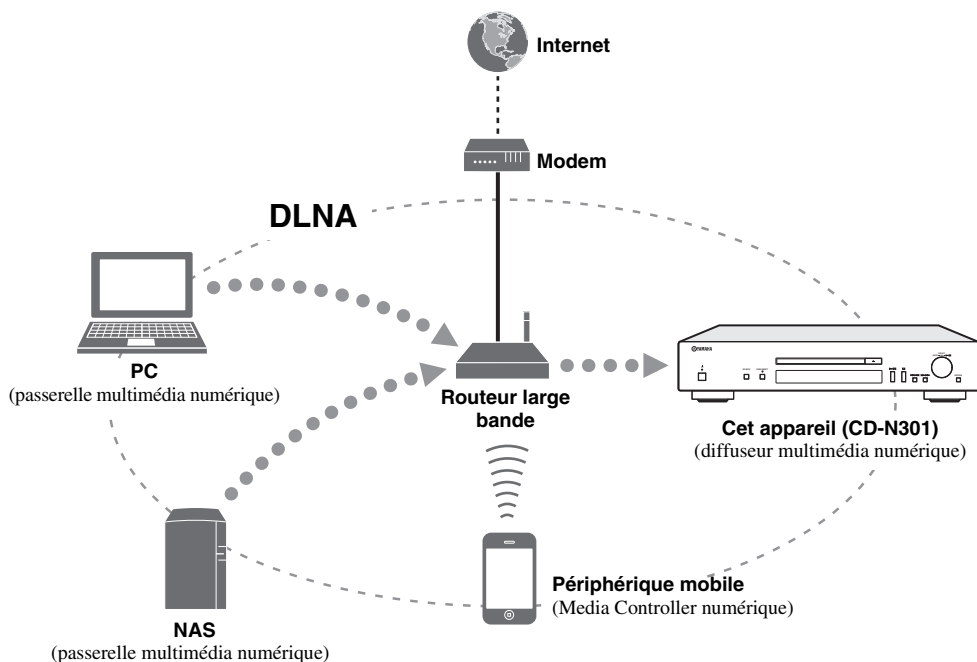 Internet
Modem
DLNA
YAMAHA
PC
(passerelle multimédia numérique)
Routeur large
bande
Cet appareil (CD-N301)
(diffuseur multimédia numérique)
Périphérique mobile
(Media Controller numérique)
NAS
(passerelle multimédia numérique)